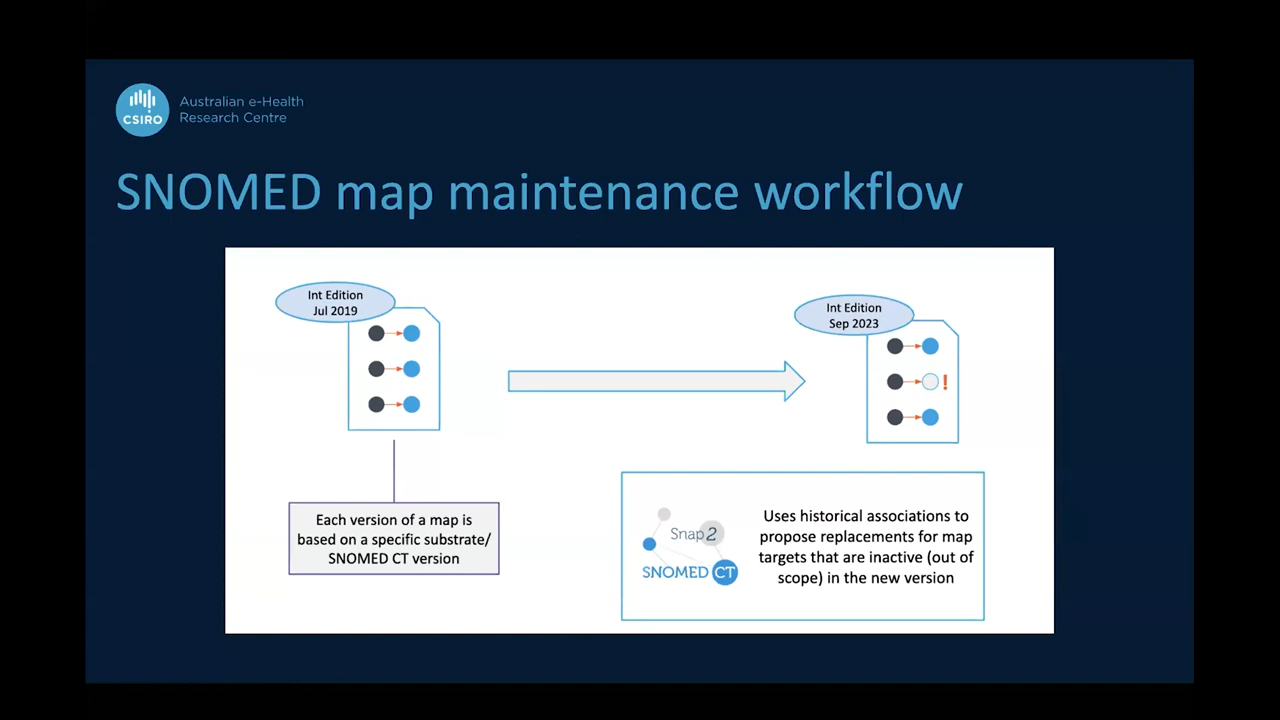 CSIRO
Australian e-Health
Research Centre
SNOMED map maintenance workflow
Int Edition
Jul 2019
Int Edition
Sep 2023
!
Each version of a map is
based on a specific substrate/
SNOMED CT version
Snap2
SNOMED CT
Uses historical associations to
propose replacements for map
targets that are inactive (out of
scope) in the new version